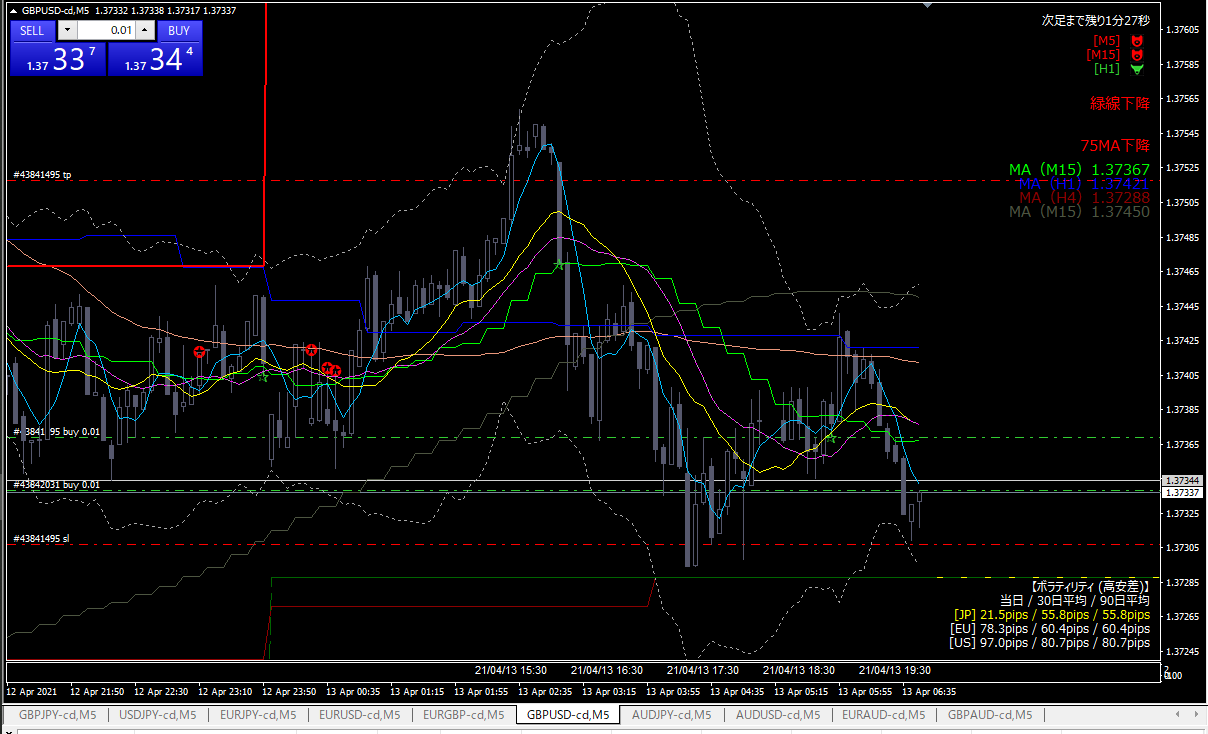 GBPUSD-cd,M5 1.37332 1.37338 1.37317 1.37337
SELL 0.01 BUY
1.37 33 7 1.37 34 4
次足まで残り1分27秒
[M5]
[M15]
[H1]
緑線下降
75MA下降
MA（M15）1.37367
MA（H1）1.37421
MA（H4）1.37288
MA（M15）1.37450
#43841495 tp
#43841495 buy 0.01
#43842031 buy 0.01
#43841495 sl
1.37605
1.37585
1.37565
1.37545
1.37525
1.37505
1.37485
1.37465
1.37445
1.37425
1.37405
1.37385
1.37365
1.37344
1.37337
1.37325
1.37305
1.37285
1.37265
1.37245
【ボラティリティ(高安差)】
当日 / 30日平均 / 90日平均
[JP] 21.5pips / 55.8pips / 55.8pips
[EU] 78.3pips / 60.4pips / 60.4pips
[US] 97.0pips / 80.7pips / 80.7pips
21/04/13 15:30 21/04/13 16:30 21/04/13 17:30 21/04/13 18:30 21/04/13 19:30
12 Apr 2021 12 Apr 21:50 12 Apr 22:30 12 Apr 23:10 12 Apr 23:50 13 Apr 00:35 13 Apr 01:15 13 Apr 01:55 13 Apr 02:35 13 Apr 03:15 13 Apr 03:55 13 Apr 04:35 13 Apr 05:15 13 Apr 05:55 13 Apr 06:35
GBPJPY-cd,M5 USDJPY-cd,M5 EURJPY-cd,M5 EURUSD-cd,M5 EURGBP-cd,M5 GBPUSD-cd,M5 AUDJPY-cd,M5 AUDUSD-cd,M5 EURAUD-cd,M5 GBPAUD-cd,M5